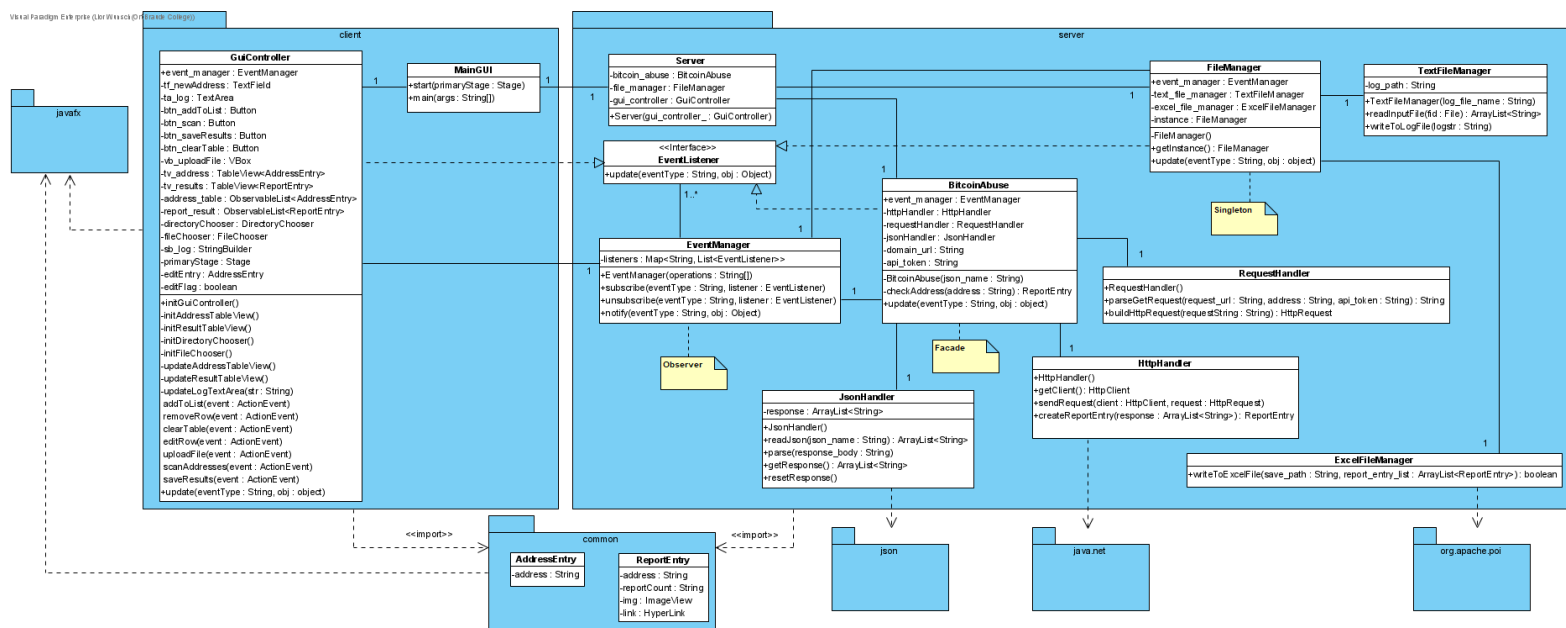 Visual Paradigm Enterprise (Lior Vinusch(Ort Braude College))
client
GuiController
+event_manager : EventManager
-tf_newAddress : TextField
-ta_log : TextArea
-btn_addToList : Button
-btn_scan : Button
-btn_saveResults : Button
-btn_clearTable : Button
-vb_uploadFile : VBox
-tv_address : TableView<AddressEntry>
-tv_results : TableView<ReportEntry>
-address_table : ObservableList<AddressEntry>
-report_result : ObservableList<ReportEntry>
-directoryChooser : DirectoryChooser
-fileChooser : FileChooser
-sb_log : StringBuilder
-primaryStage : Stage
-editEntry : AddressEntry
-editFlag : boolean
+initGuiController()
-initAddressTableView()
-initResultTableView()
-initDirectoryChooser()
-initFileChooser()
-updateAddressTableView()
-updateResultTableView()
-updateLogTextArea(str : String)
addToList(event : ActionEvent)
removeRow(event : ActionEvent)
clearTable(event : ActionEvent)
editRow(event : ActionEvent)
uploadFile(event : ActionEvent)
scanAddresses(event : ActionEvent)
saveResults(event : ActionEvent)
+update(eventType : String, obj : object)
1
MainGUI
+start(primaryStage : Stage)
+main(args : String[])
1
javafx
server
Server
-bitcoin_abuse : BitcoinAbuse
-file_manager : FileManager
-gui_controller : GuiController
+Server(gui_controller_ : GuiController)
1
1
FileManager
+event_manager : EventManager
-text_file_manager : TextFileManager
-excel_file_manager : ExcelFileManager
-instance : FileManager
-FileManager()
+getInstance() : FileManager
+update(eventType : String, obj : object)
1
TextFileManager
-log_path : String
+TextFileManager(log_file_name : String)
+readInputFile(fid : File) : ArrayList<String>
+writeToLogFile(logstr : String)
Singleton
<<Interface>>
EventListener
+update(eventType : String, obj : Object)
1..*
1
1
BitcoinAbuse
+event_manager : EventManager
-httpHandler : HttpHandler
-requestHandler : RequestHandler
-jsonHandler : JsonHandler
-domain_url : String
-api_token : String
-BitcoinAbuse(json_name : String)
-checkAddress(address : String) : ReportEntry
+update(eventType : String, obj : object)
EventManager
-listeners : Map<String, List<EventListener>>
+EventManager(operations : String[])
+subscribe(eventType : String, listener : EventListener)
+unsubscribe(eventType : String, listener : EventListener)
+notify(eventType : String, obj : Object)
1
1
1
RequestHandler
+RequestHandler()
+parseGetRequest(request_url : String, address : String, api_token : String) : String
+buildHttpRequest(requestString : String) : HttpRequest
Observer
Facade
1
HttpHandler
+HttpHandler()
+getClient() : HttpClient
+sendRequest(client : HttpClient, request : HttpRequest)
+createReportEntry(response : ArrayList<String>) : ReportEntry
1
JsonHandler
-response : ArrayList<String>
+JsonHandler()
+readJson(json_name : String) : ArrayList<String>
+parse(response_body : String)
+getResponse() : ArrayList<String>
+resetResponse()
1
ExcelFileManager
+writeToExcelFile(save_path : String, report_entry_list : ArrayList<ReportEntry>) : boolean
<<import>>
<<import>>
common
AddressEntry
-address : String
ReportEntry
-address : String
-reportCount : String
-img : ImageView
-link : HyperLink
json
java.net
org.apache.poi